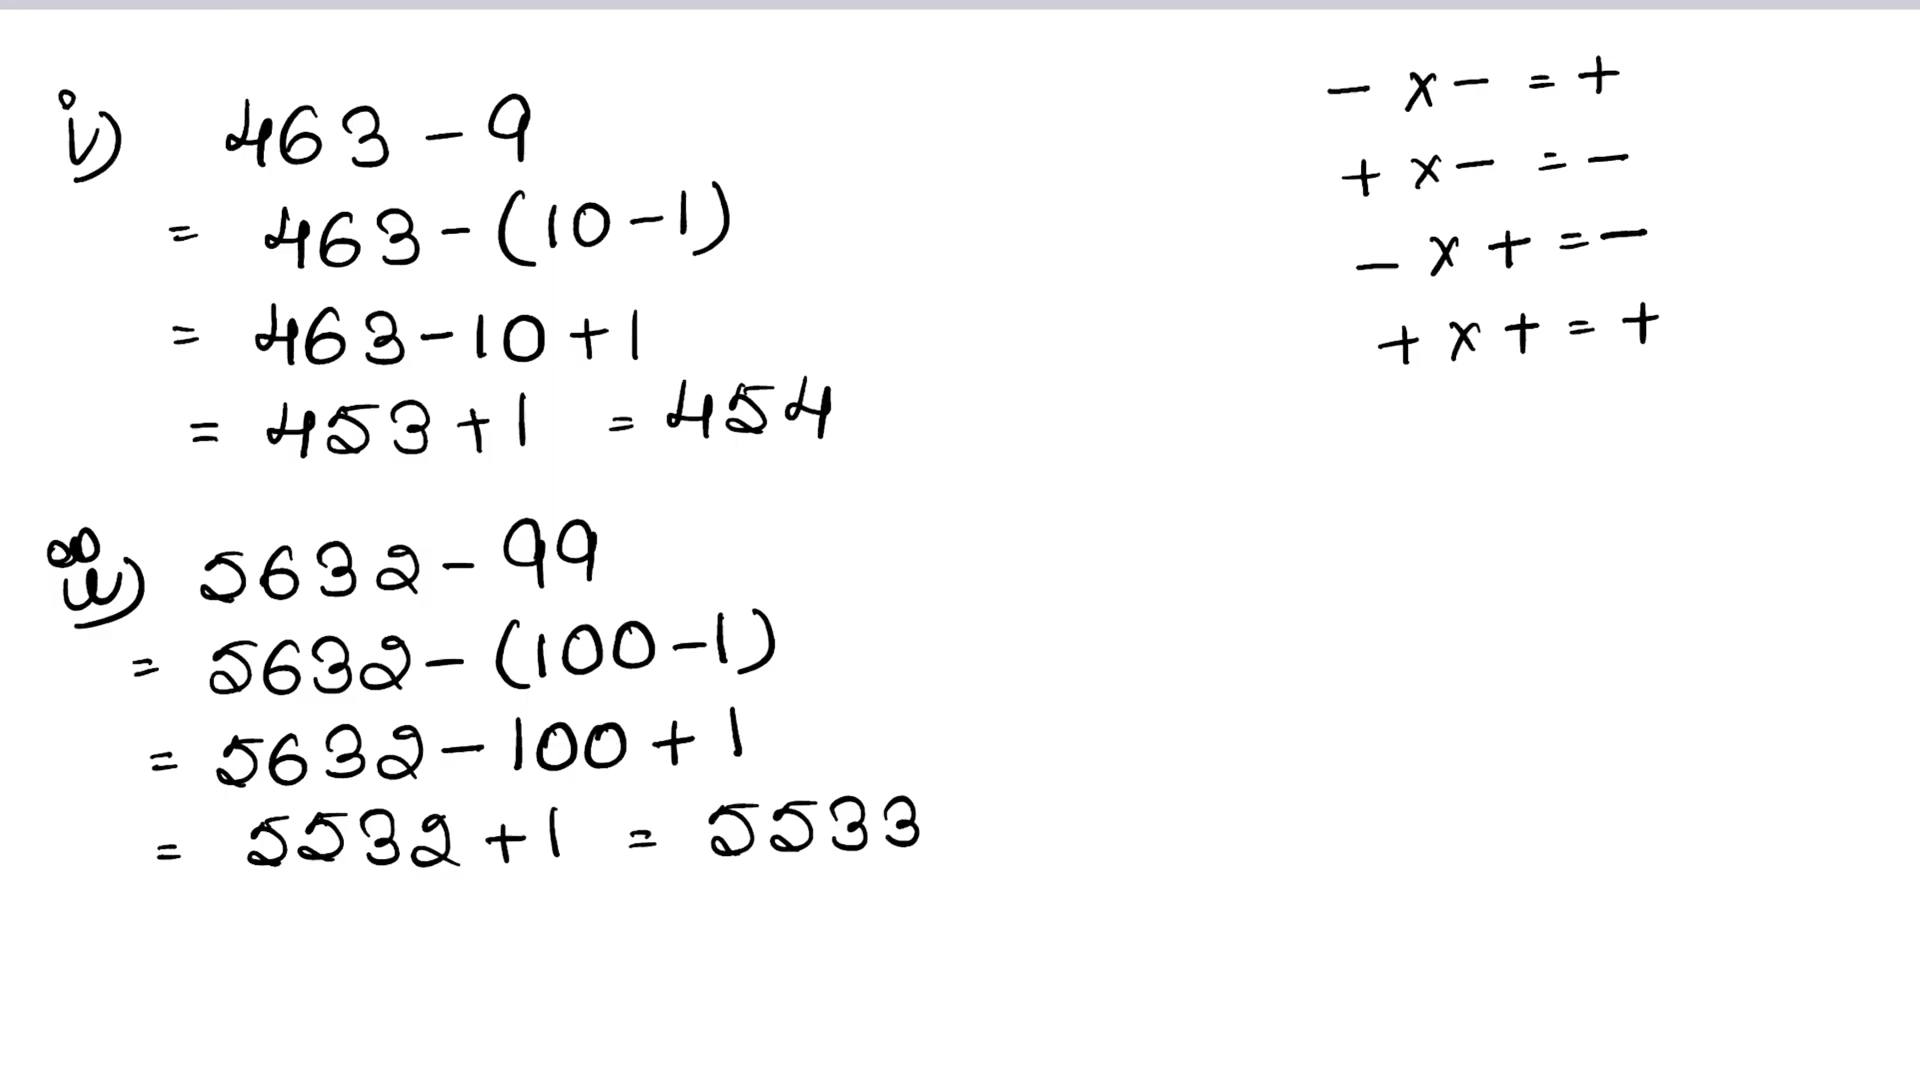 i) 463 - 9
= 463 - (10 - 1)
= 463 - 10 + 1
= 453 + 1 = 454
ii) 5632 - 99
= 5632 - (100 - 1)
= 5632 - 100 + 1
= 5532 + 1 = 5533
- x - = +
+ x - = -
- x + = -
+ x + = +